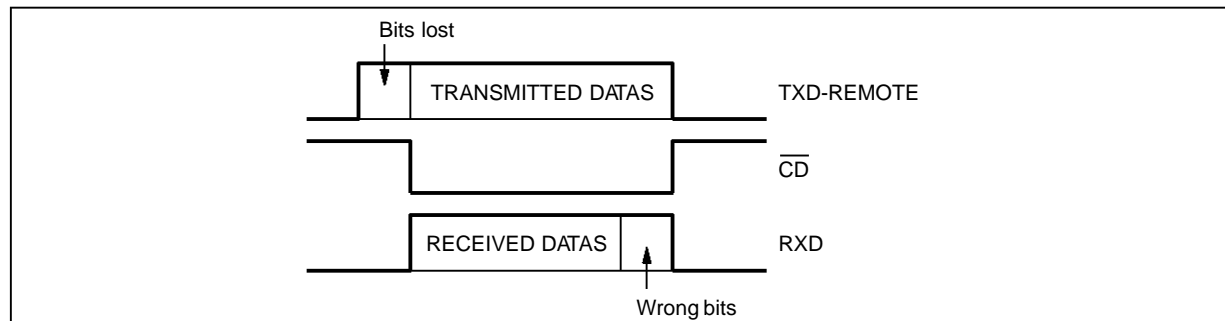 Bits lost
TRANSMITTED DATAS
TXD-REMOTE
CD
RECEIVED DATAS
RXD
Wrong bits